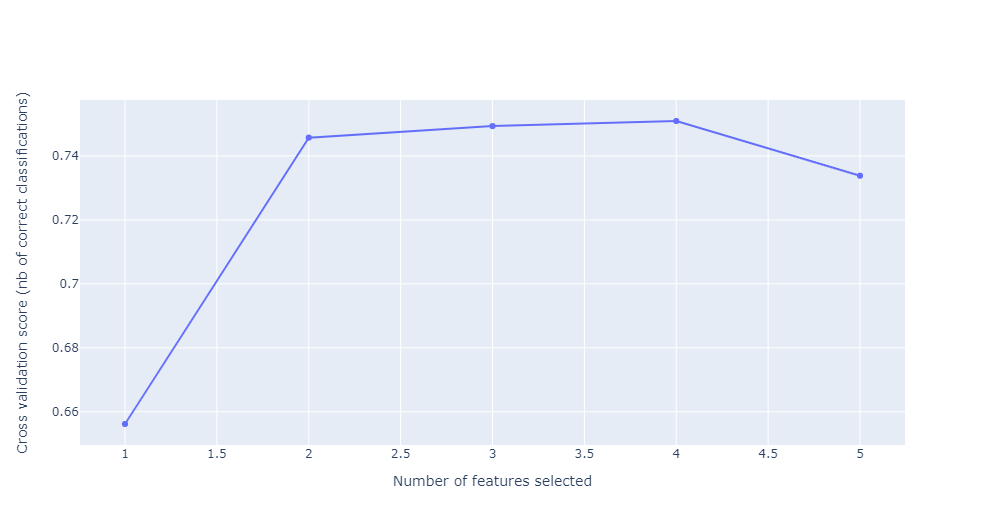 Cross validation score (nb of correct classifications)
0.74
0.72
0.7
0.68
0.66
1 1.5 2 2.5 3 3.5 4 4.5 5
Number of features selected